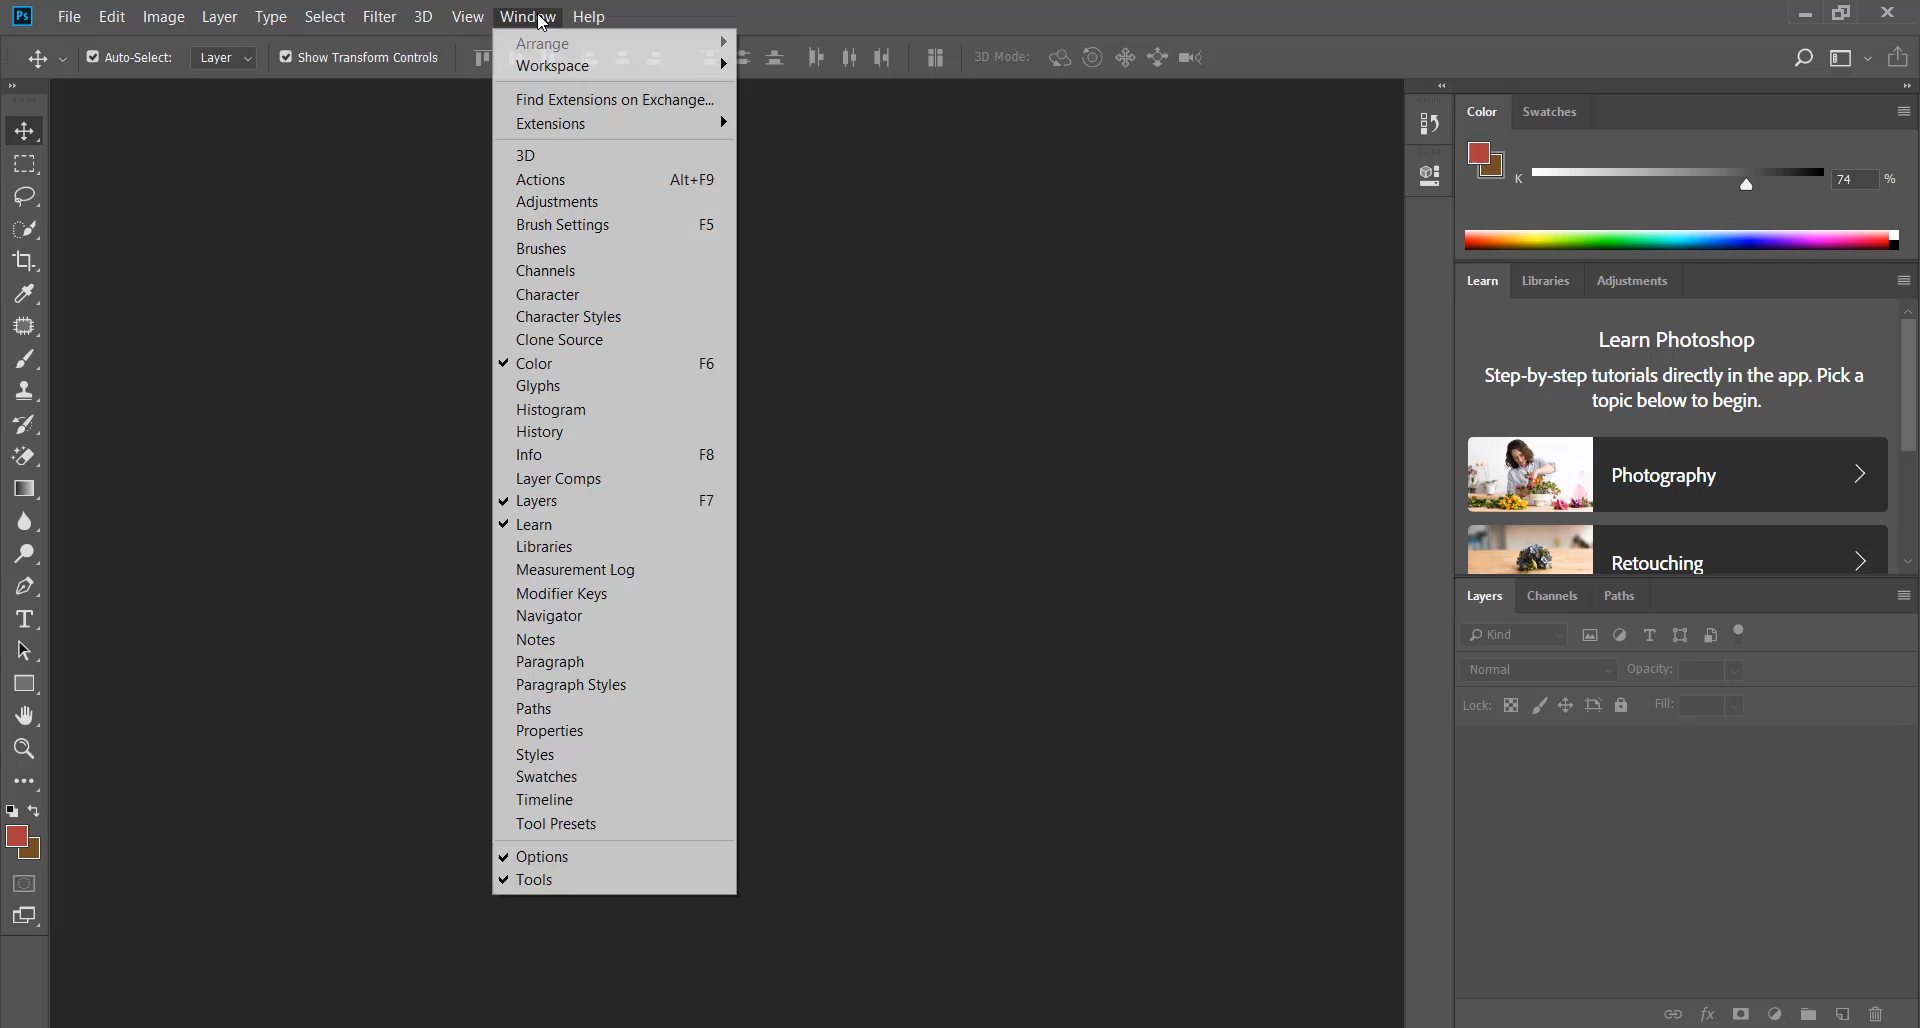 Ps File Edit Image Layer Type Select Filter 3D View Window Help
Auto-Select: Layer Show Transform Controls 3D Mode:
Arrange
Workspace
Find Extensions on Exchange...
Extensions
3D
Actions Alt+F9
Adjustments
Brush Settings F5
Brushes
Channels
Character
Character Styles
Clone Source
Color F6
Glyphs
Histogram
History
Info F8
Layer Comps
Layers F7
Learn
Libraries
Measurement Log
Modifier Keys
Navigator
Notes
Paragraph
Paragraph Styles
Paths
Properties
Styles
Swatches
Timeline
Tool Presets
Options
Tools
Color Swatches
K 74 %
Learn Libraries Adjustments
Learn Photoshop
Step-by-step tutorials directly in the app. Pick a
topic below to begin.
Photography
Retouching
Layers Channels Paths
Kind
Normal Opacity:
Lock: Fill:
fx